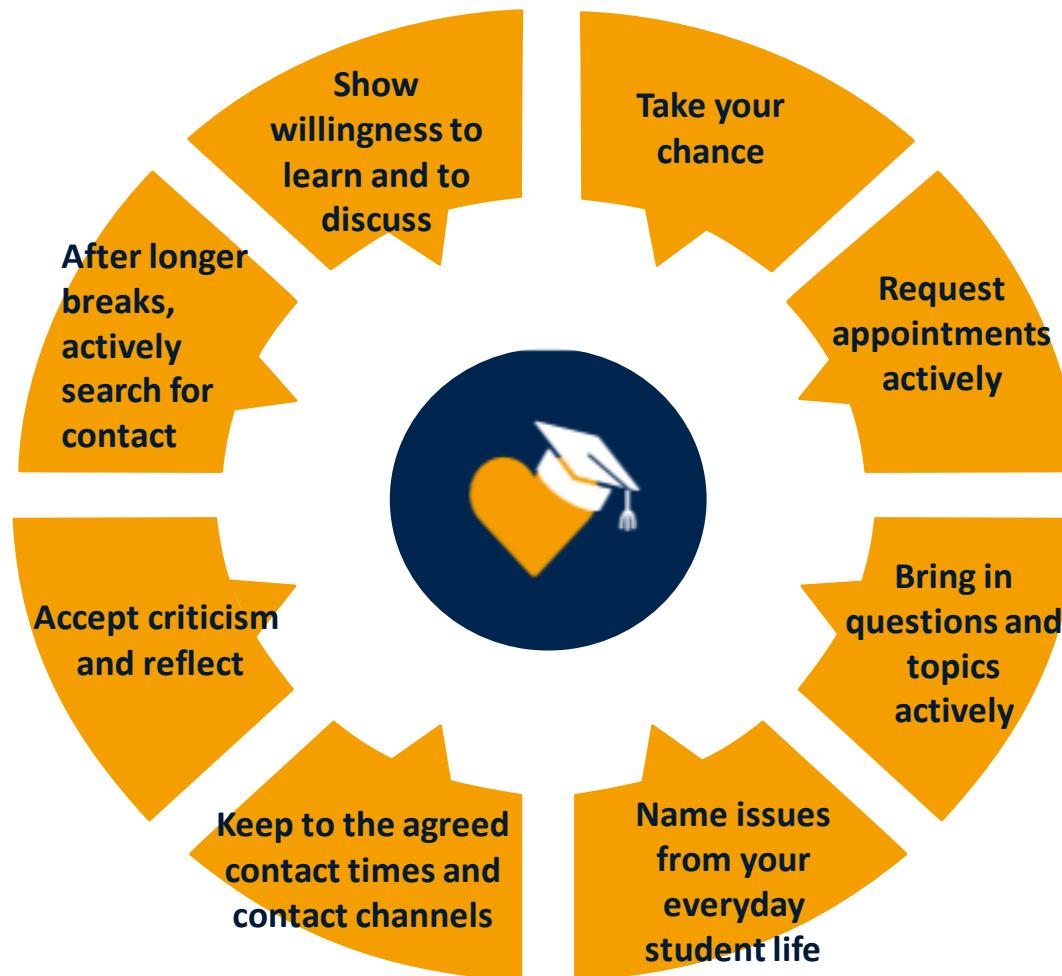 Take your
chance
Request
appointments
actively
Bring in
questions and
topics
actively
Name issues
from your
everyday
student life
Keep to the agreed
contact times and
contact channels
Accept criticism
and reflect
After longer
breaks,
actively
search for
contact
Show
willingness to
learn and to
discuss